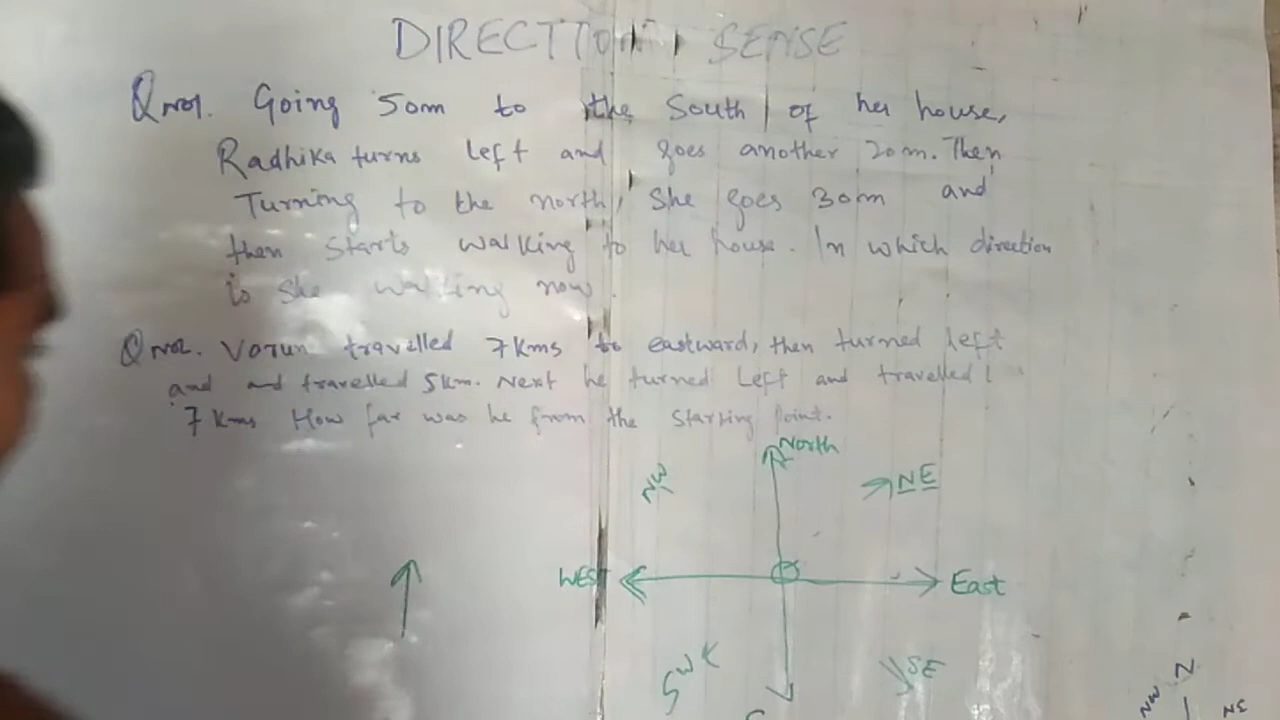 DIRECTION SENSE
Q no1. Going 50m to the South of her house,
Radhika turns left and goes another 20m. Then
Turning to the north, She goes 30m and
then starts walking to her house. In which direction
is she walking now.
Q no2. Varun travelled 7Kms to eastward, then turned left
and and travelled 5km. Next he turned Left and travelled
7 Kms How far was he from the starting point.
North
NW
NE
WEST
East
SW
SE
N
NW
NE